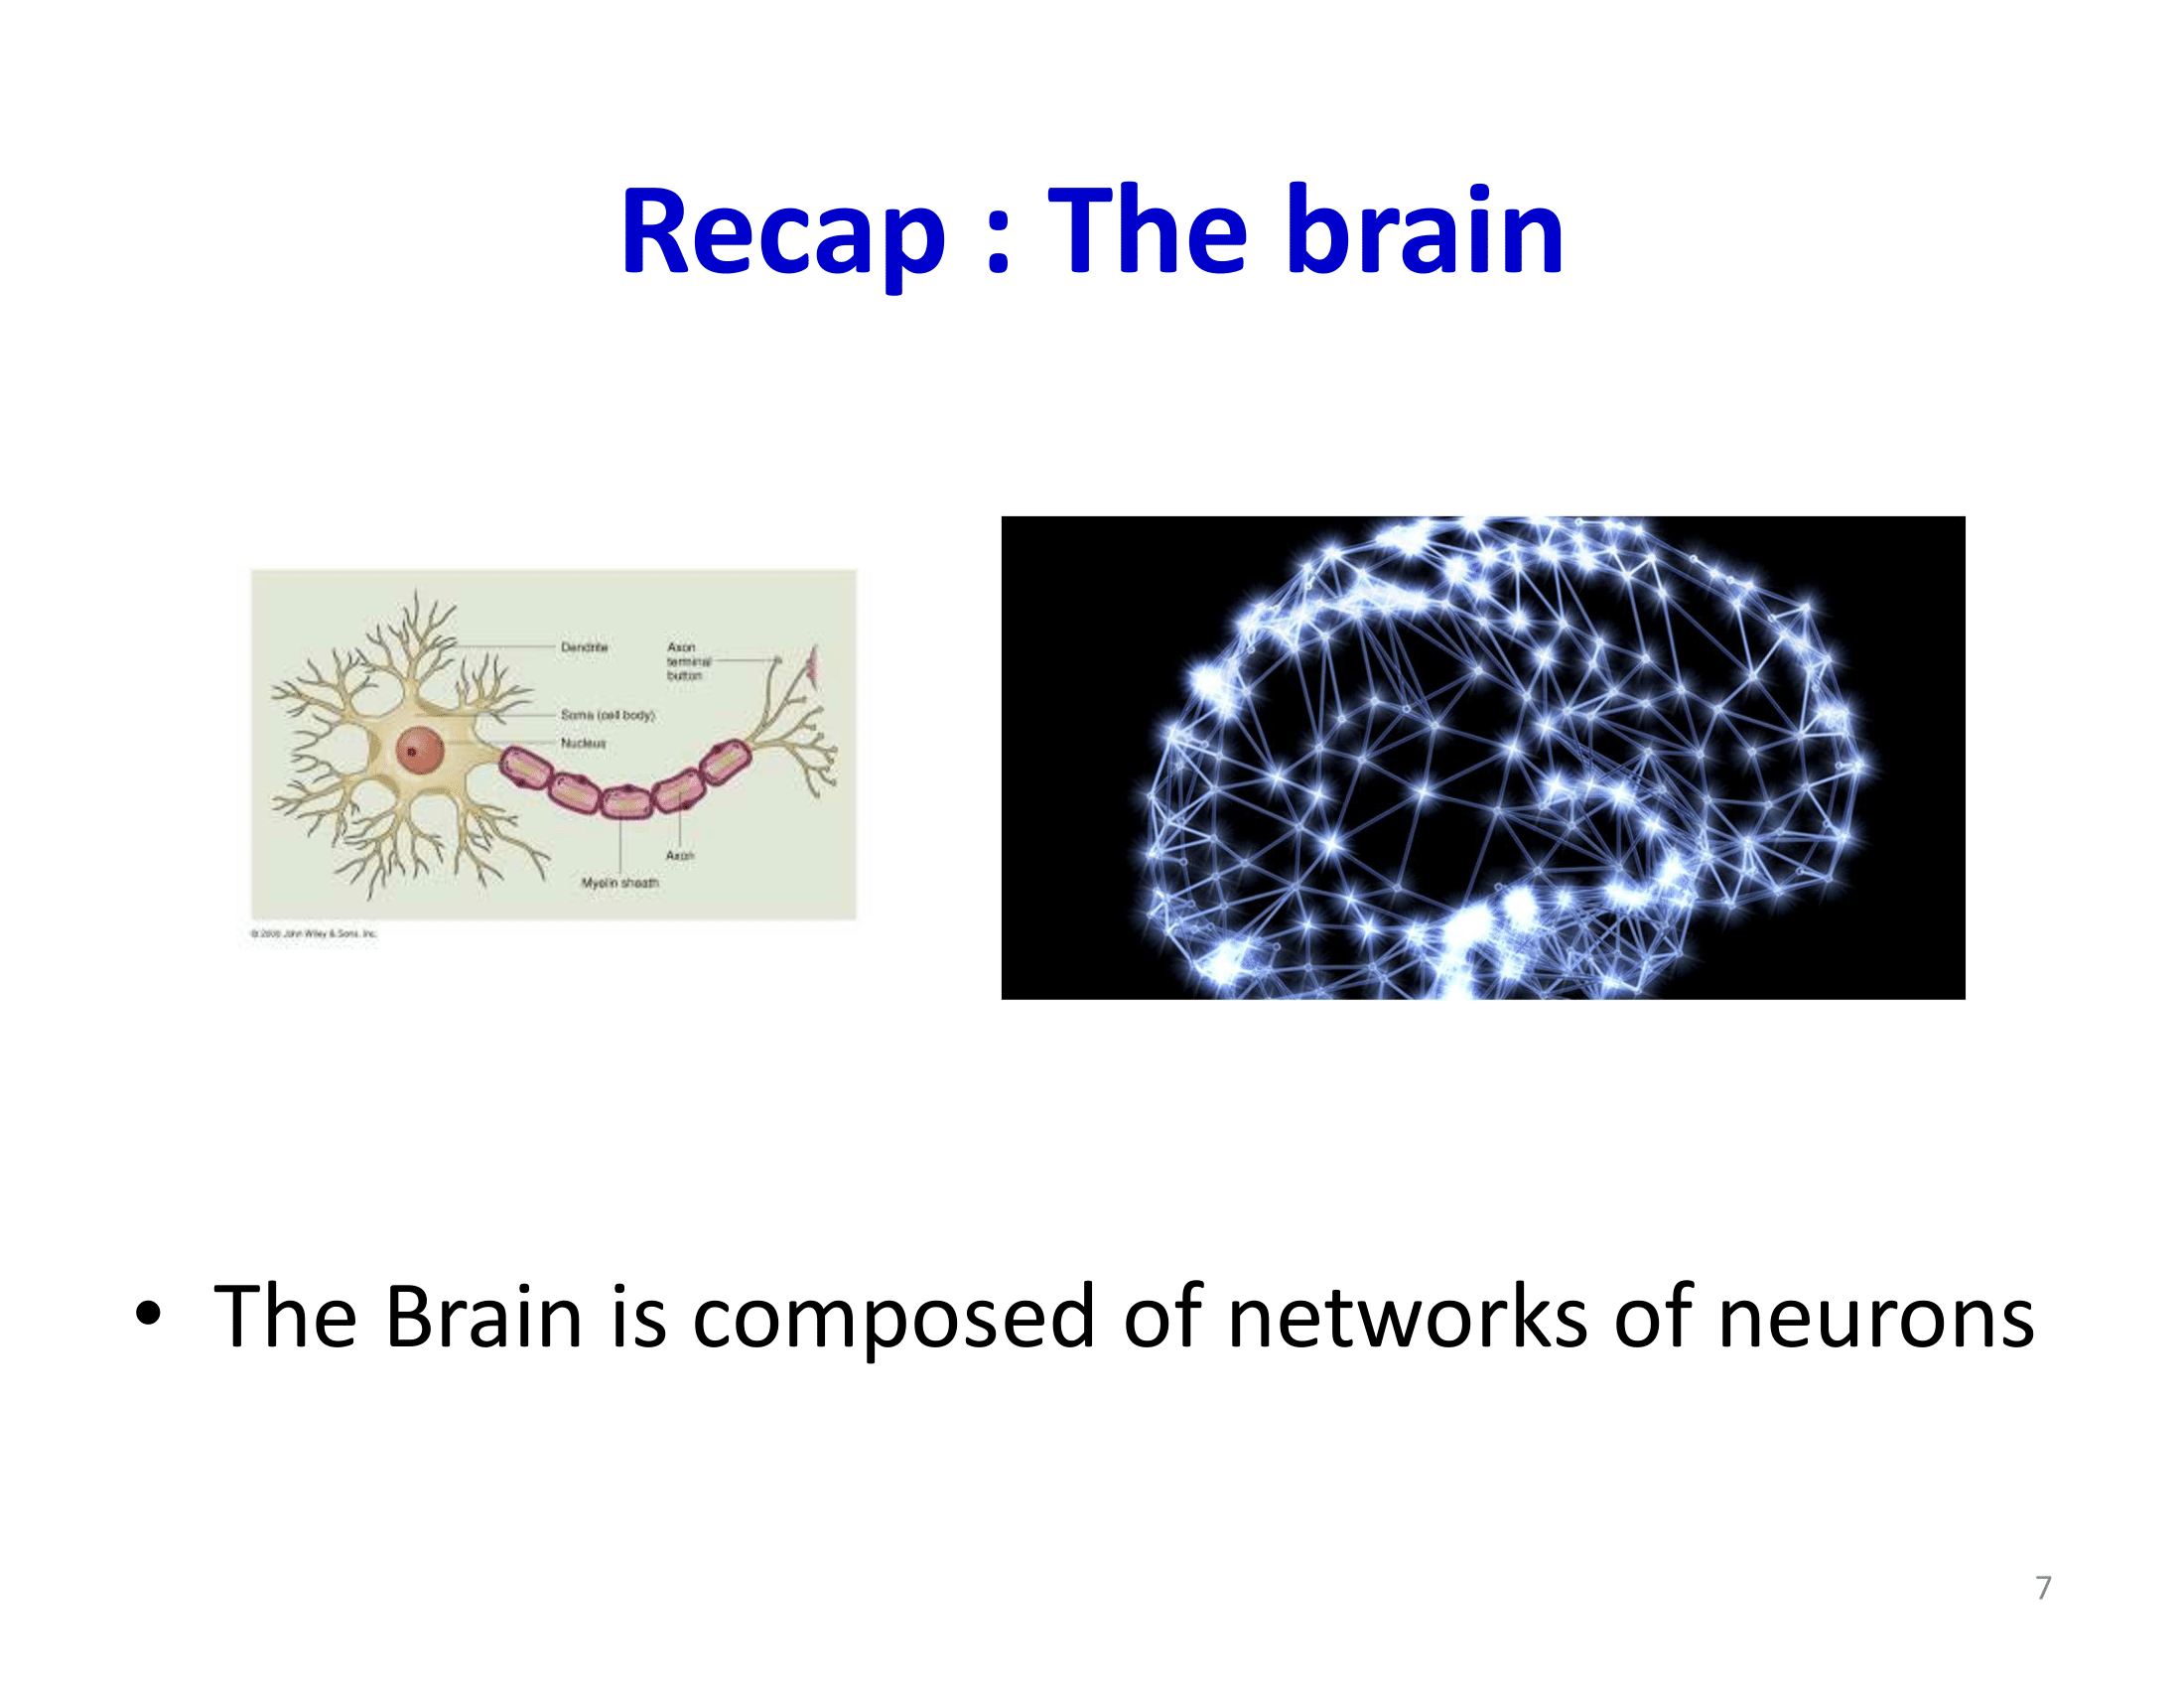 Recap : The brain
Dendrite
Axon
terminal
button
Soma (cell body)
Nucleus
Axon
Myelin sheath
© 2000 John Wiley & Sons, Inc.
• The Brain is composed of networks of neurons
7